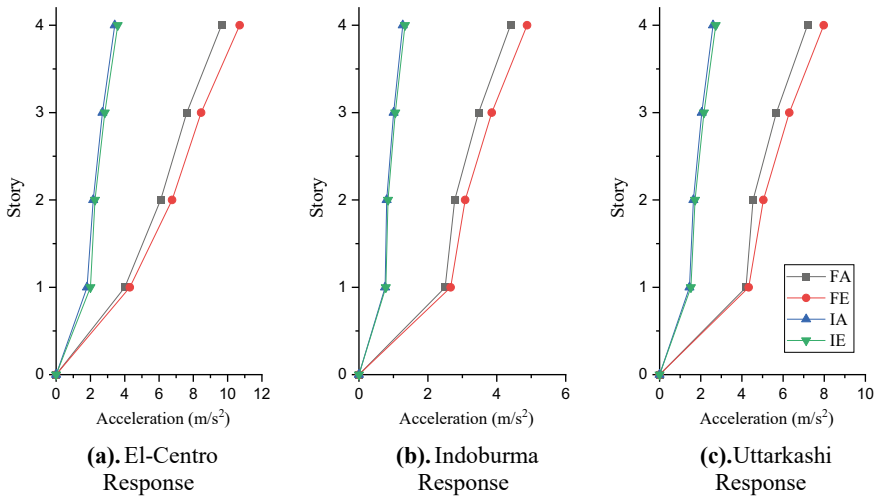 4
3
2
1
0
Story
0 2 4 6 8 10 12
Acceleration (m/s²)
(a). El-Centro
Response
4
3
2
1
0
Story
0 2 4 6
Acceleration (m/s²)
(b). Indoburma
Response
4
3
2
1
0
Story
0 2 4 6 8 10
Acceleration (m/s²)
FA
FE
IA
IE
(c). Uttarkashi
Response